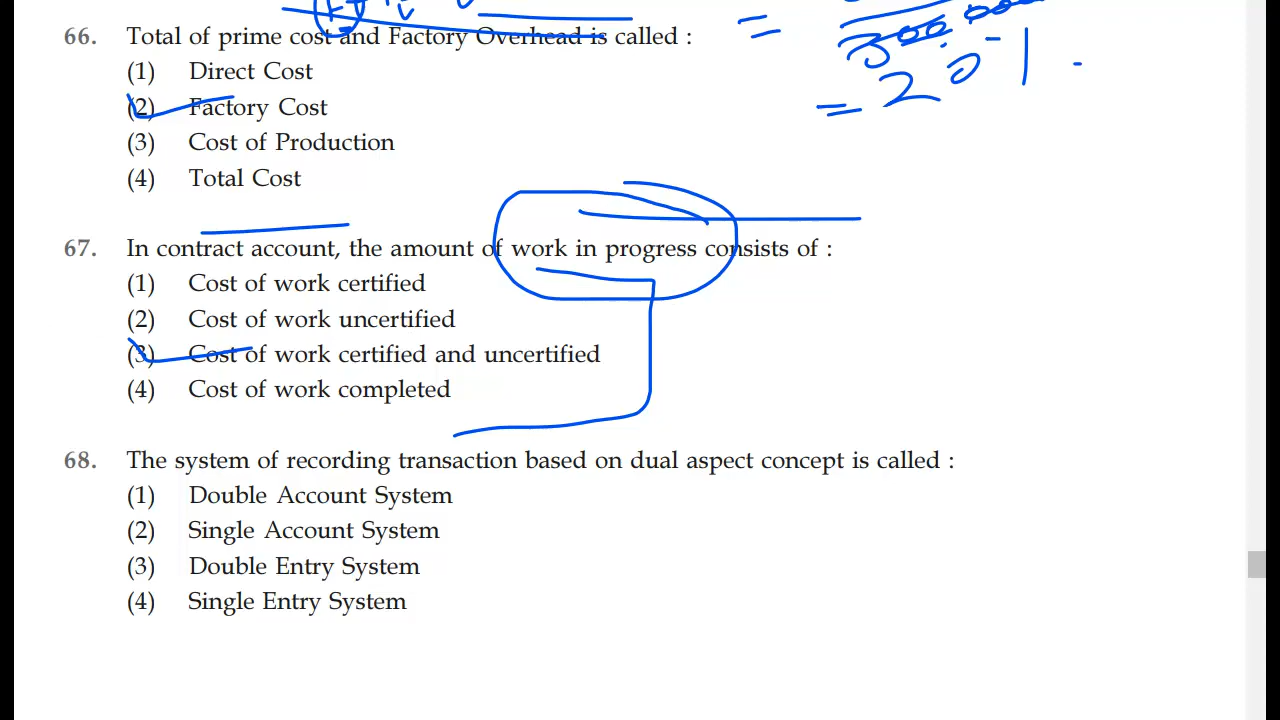 66. Total of prime cost and Factory Overhead is called :
(1) Direct Cost
(2) Factory Cost
(3) Cost of Production
(4) Total Cost
= 2
67. In contract account, the amount of work in progress consists of :
(1) Cost of work certified
(2) Cost of work uncertified
(3) Cost of work certified and uncertified
(4) Cost of work completed
68. The system of recording transaction based on dual aspect concept is called :
(1) Double Account System
(2) Single Account System
(3) Double Entry System
(4) Single Entry System